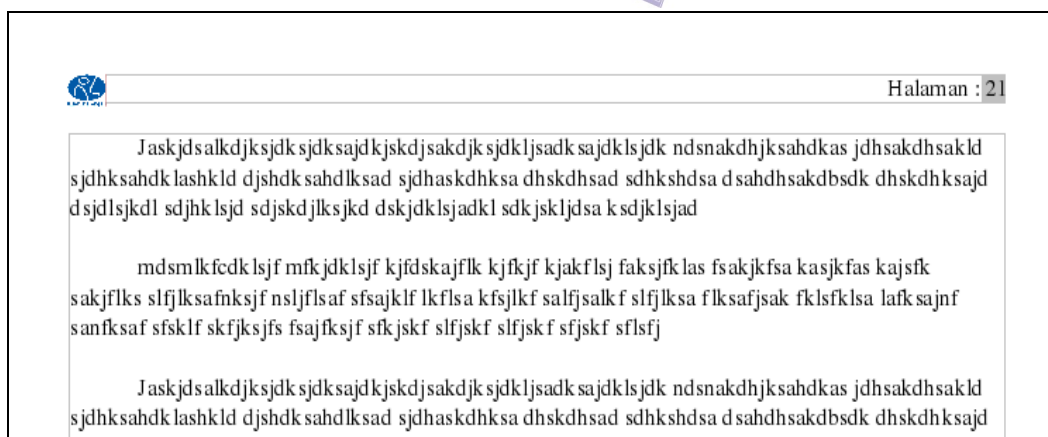 Halaman : 21
Jaskjdsalkdjksjdksjdksajdkjskdjsakdjksjdkljsadksajdklsjdk ndsnakdhjksahdkas jdhsakdhsakld
sjdhksahdklashkld djshdksahdlksad sjdhaskdhksa dhskdhsad sdhkshdsa dsahdhsakdbsdk dhskdhksajd
dsjdlsjkdl sdjhklsjd sdjskdjlksjkd dskjdklsjadkl sdkjskljdsa ksdjklsjad
mdsmlkfcdklsjf mfkjdklsjf kjfdskajflk kjfkjf kjakflsj faksjfklas fsakjkfsa kasjkfas kajsfk
sakjflks slfjlksafnksjf nsljflsaf sfsajklf lkflsa kfsjlkf salfjsalkf slfjlksa flksafjsak fklsfklsa lafksajnf
sanfksaf sfsklf skfjksjfs fsajfksjf sfkjskf slfjskf slfjskf sfjskf sflsfj
Jaskjdsalkdjksjdksjdksajdkjskdjsakdjksjdkljsadksajdklsjdk ndsnakdhjksahdkas jdhsakdhsakld
sjdhksahdklashkld djshdksahdlksad sjdhaskdhksa dhskdhsad sdhkshdsa dsahdhsakdbsdk dhskdhksajd